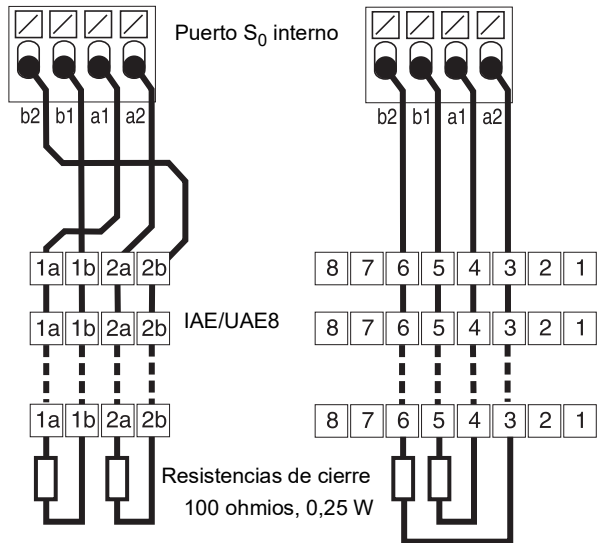 Puerto S0 interno
b2 b1 a1 a2
b2 b1 a1 a2
1a 1b 2a 2b
8 7 6 5 4 3 2 1
1a 1b 2a 2b
IAE/UAE8
8 7 6 5 4 3 2 1
1a 1b 2a 2b
8 7 6 5 4 3 2 1
Resistencias de cierre
100 ohmios, 0,25 W